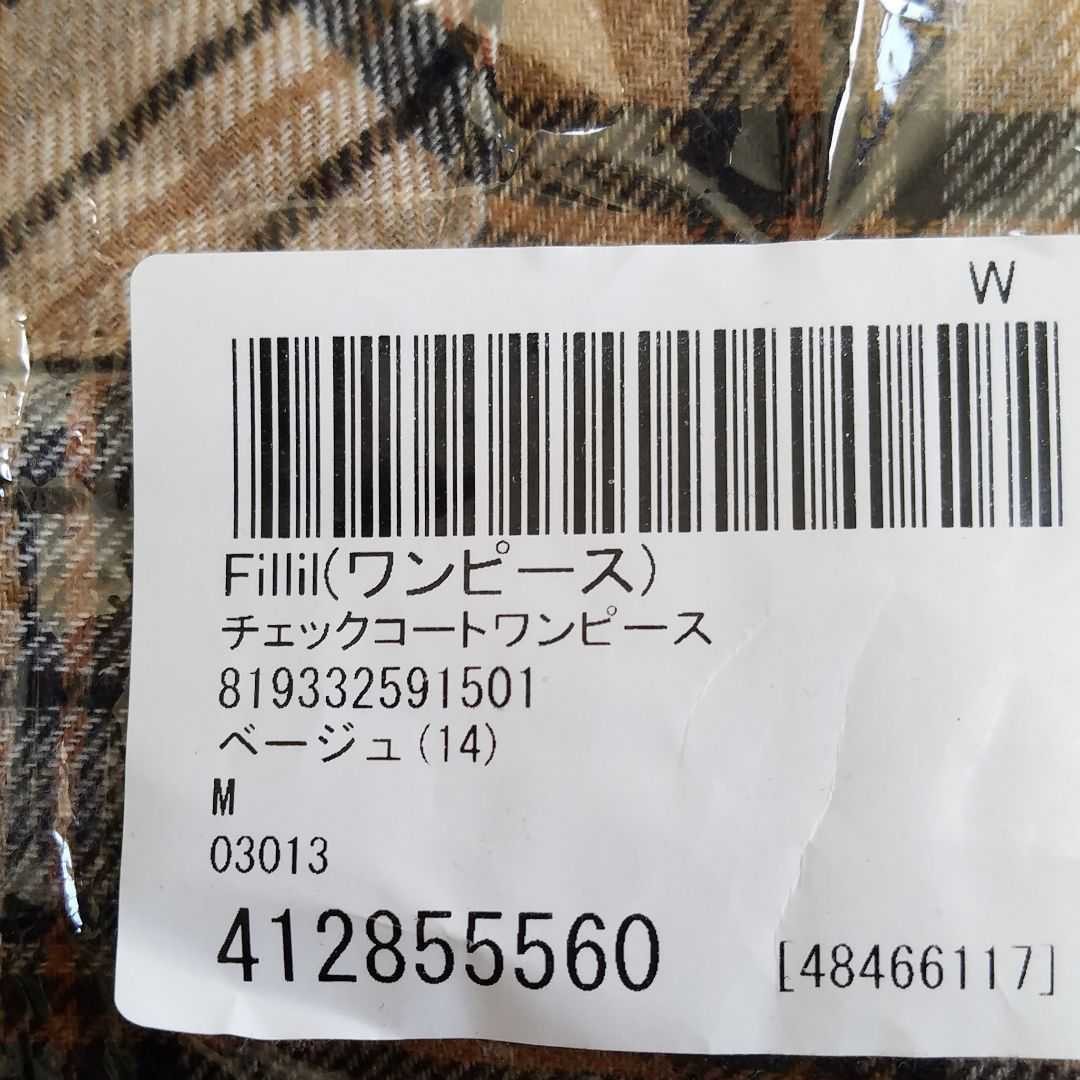 W
Fillil(ワンピース)
チェックコートワンピース
819332591501
ベージュ(14)
M
03013
412855560 [48466117]